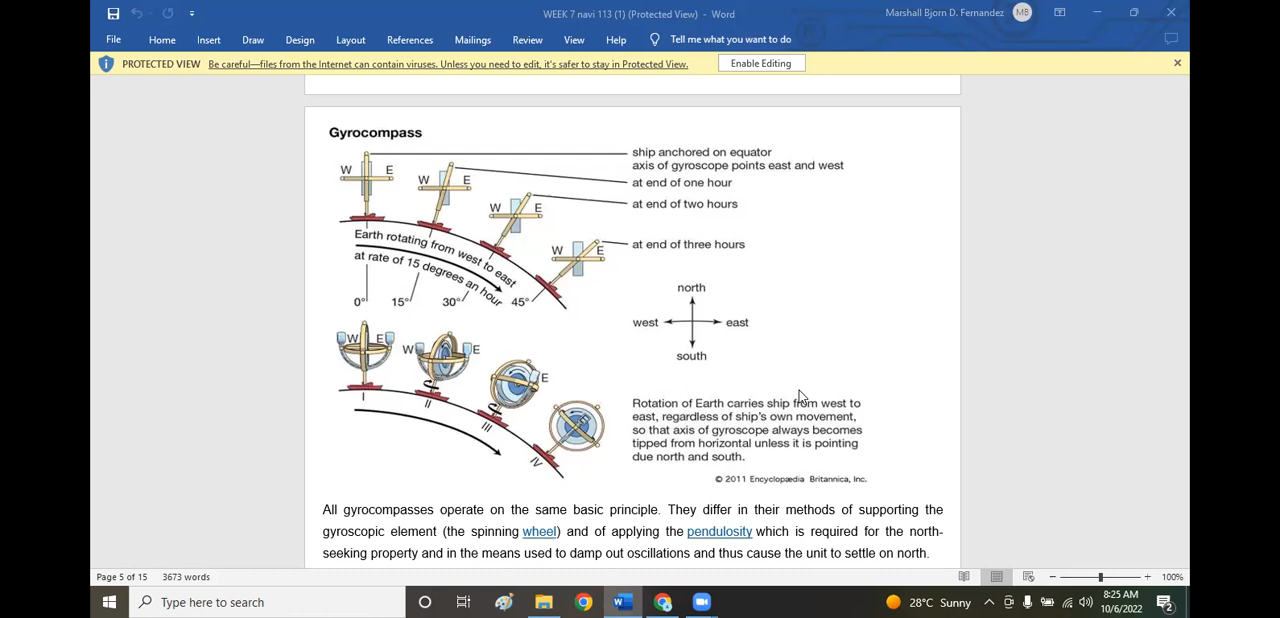 WEEK 7 navi 113 (1) (Protected View) - Word
Marshall Bjorn D. Fernandez
MB
File Home Insert Draw Design Layout References Mailings Review View Help Tell me what you want to do
PROTECTED VIEW Be careful—files from the Internet can contain viruses. Unless you need to edit, it's safer to stay in Protected View. Enable Editing
Gyrocompass
ship anchored on equator
axis of gyroscope points east and west
at end of one hour
at end of two hours
at end of three hours
W E
W E
W E
W E
Earth rotating from west to east
at rate of 15 degrees an hour
0° 15° 30° 45°
north
west east
south
W E
W E
E
I
II
III
IV
Rotation of Earth carries ship from west to
east, regardless of ship's own movement,
so that axis of gyroscope always becomes
tipped from horizontal unless it is pointing
due north and south.
© 2011 Encyclopædia Britannica, Inc.
All gyrocompasses operate on the same basic principle. They differ in their methods of supporting the
gyroscopic element (the spinning wheel) and of applying the pendulosity which is required for the north-
seeking property and in the means used to damp out oscillations and thus cause the unit to settle on north.
Page 5 of 15 3673 words
100%
Type here to search
28°C Sunny
8:25 AM
10/6/2022
2